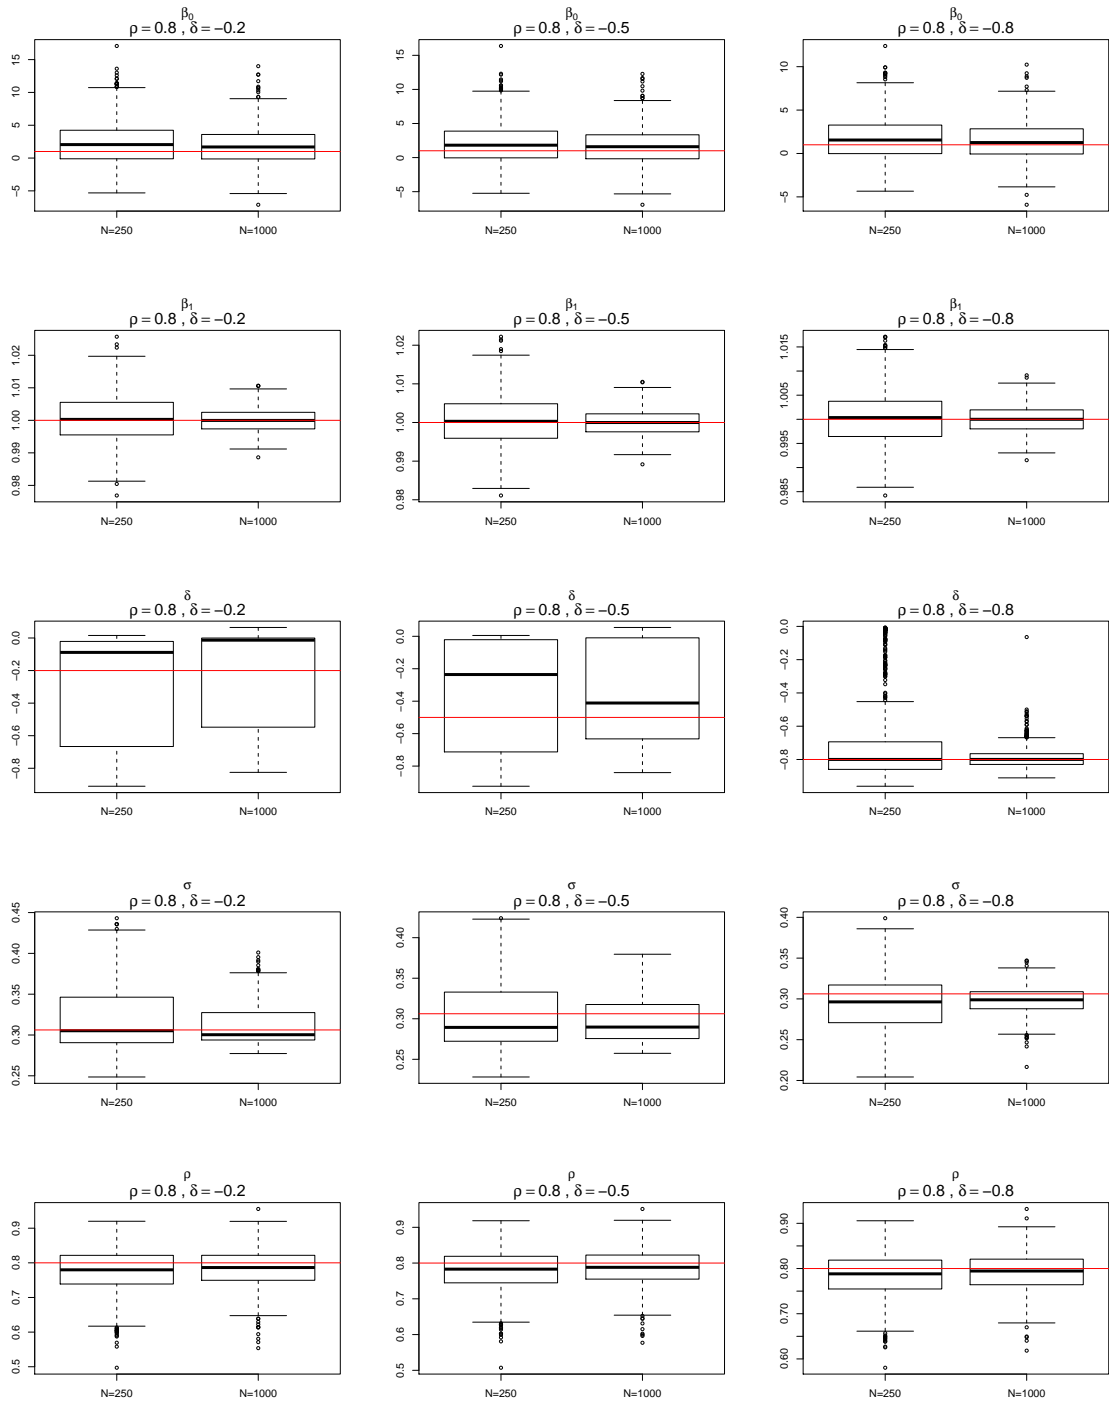 β₀ β₀ β₀
ρ = 0.8 , δ = −0.2 ρ = 0.8 , δ = −0.5 ρ = 0.8 , δ = −0.8
15 10 5 0 −5 15 10 5 0 −5 10 5 0 −5
N=250 N=1000 N=250 N=1000 N=250 N=1000
β₁ β₁ β₁
ρ = 0.8 , δ = −0.2 ρ = 0.8 , δ = −0.5 ρ = 0.8 , δ = −0.8
1.02 1.01 1.00 0.99 0.98 1.02 1.01 1.00 0.99 0.98 1.015 1.005 0.995 0.985
N=250 N=1000 N=250 N=1000 N=250 N=1000
δ δ δ
ρ = 0.8 , δ = −0.2 ρ = 0.8 , δ = −0.5 ρ = 0.8 , δ = −0.8
0.0 −0.2 −0.4 −0.6 −0.8 0.0 −0.2 −0.4 −0.6 −0.8 0.0 −0.2 −0.4 −0.6 −0.8
N=250 N=1000 N=250 N=1000 N=250 N=1000
σ σ σ
ρ = 0.8 , δ = −0.2 ρ = 0.8 , δ = −0.5 ρ = 0.8 , δ = −0.8
0.45 0.40 0.35 0.30 0.25 0.40 0.35 0.30 0.25 0.40 0.35 0.30 0.25 0.20
N=250 N=1000 N=250 N=1000 N=250 N=1000
ρ ρ ρ
ρ = 0.8 , δ = −0.2 ρ = 0.8 , δ = −0.5 ρ = 0.8 , δ = −0.8
0.9 0.8 0.7 0.6 0.5 0.9 0.8 0.7 0.6 0.5 0.90 0.80 0.70 0.60
N=250 N=1000 N=250 N=1000 N=250 N=1000